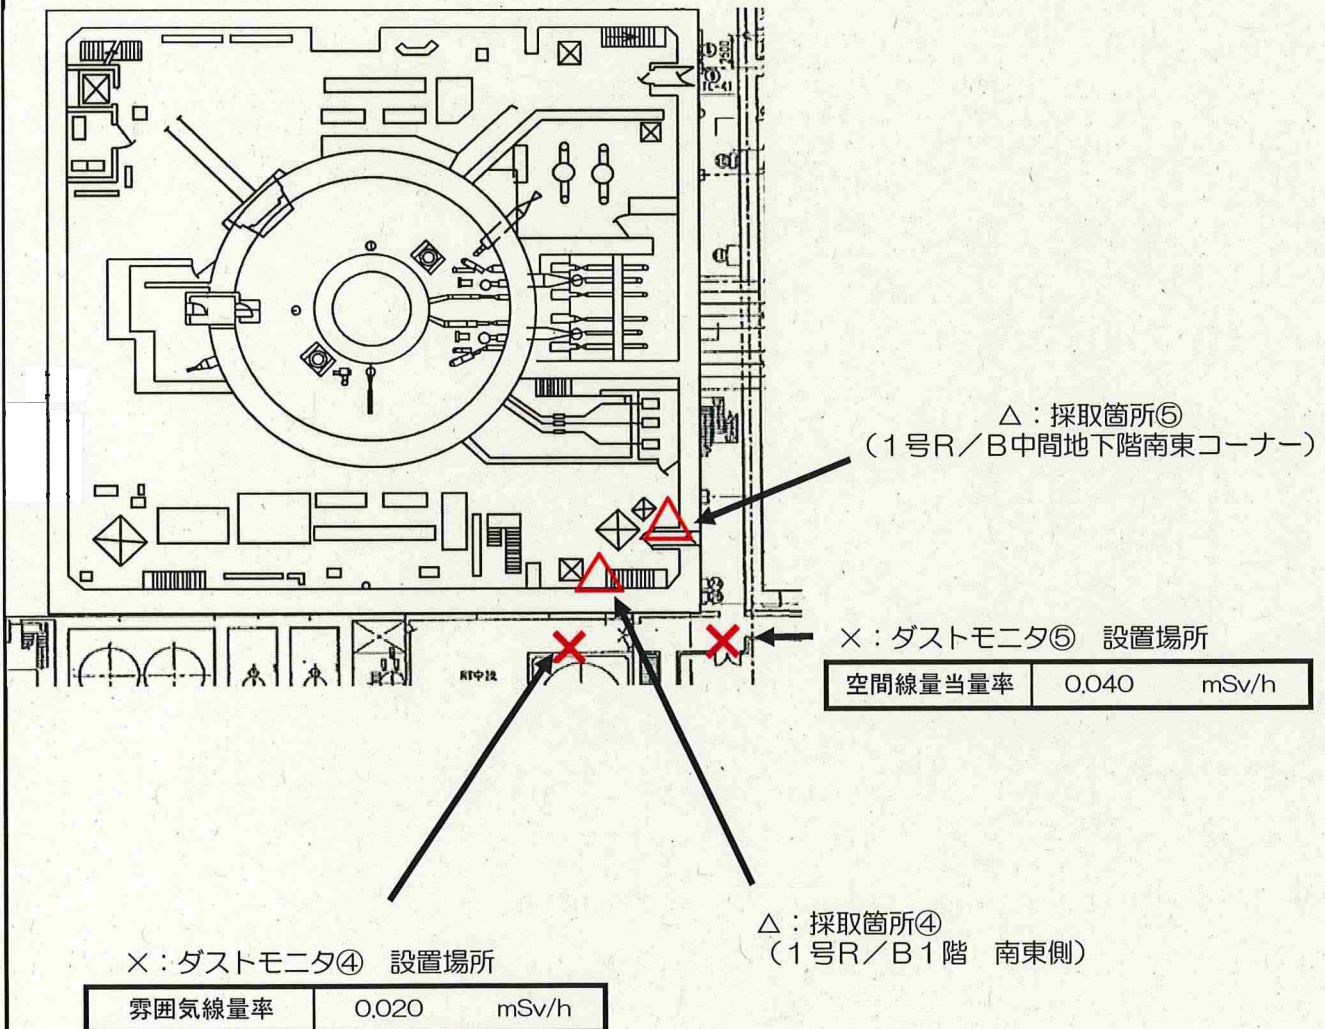 △：採取箇所⑤
（１号Ｒ／Ｂ中間地下階南東コーナー）
×：ダストモニタ⑤　設置場所
空間線量当量率　0.040　mSv/h
△：採取箇所④
（１号Ｒ／Ｂ１階　南東側）
×：ダストモニタ④　設置場所
雰囲気線量率　0.020　mSv/h